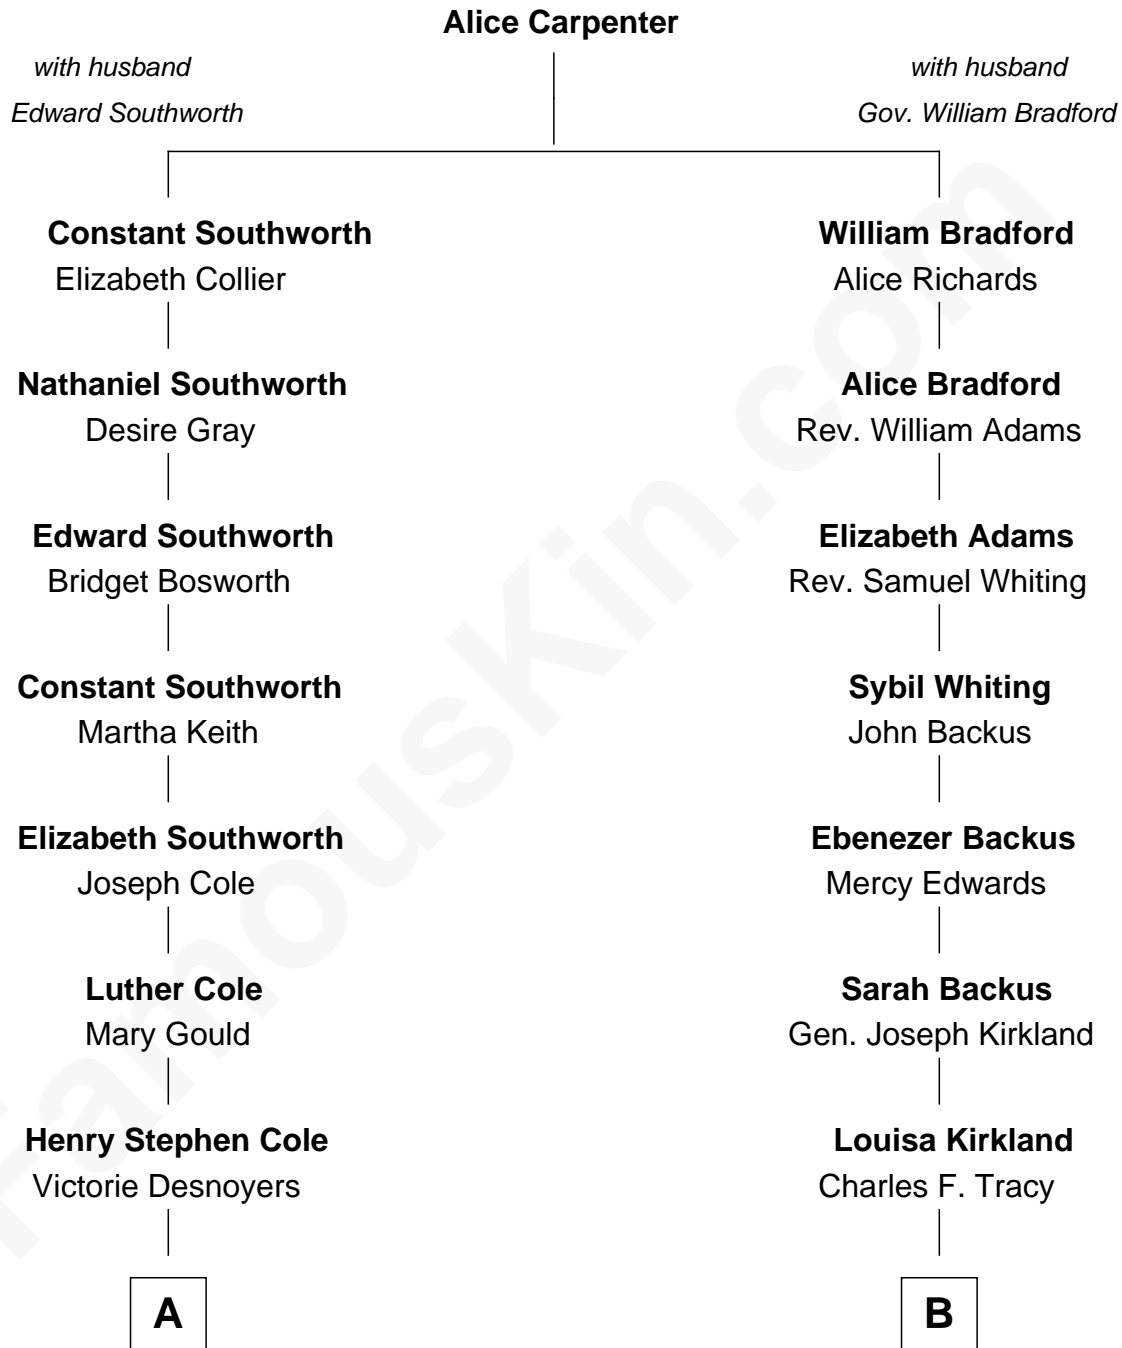 Alice Carpenter
with husband
Edward Southworth
with husband
Gov. William Bradford
Constant Southworth
Elizabeth Collier
William Bradford
Alice Richards
Nathaniel Southworth
Desire Gray
Alice Bradford
Rev. William Adams
Edward Southworth
Bridget Bosworth
Elizabeth Adams
Rev. Samuel Whiting
Constant Southworth
Martha Keith
Sybil Whiting
John Backus
Elizabeth Southworth
Joseph Cole
Ebenezer Backus
Mercy Edwards
Luther Cole
Mary Gould
Sarah Backus
Gen. Joseph Kirkland
Henry Stephen Cole
Victorie Desnoyers
Louisa Kirkland
Charles F. Tracy
A
B
FamousKin.com